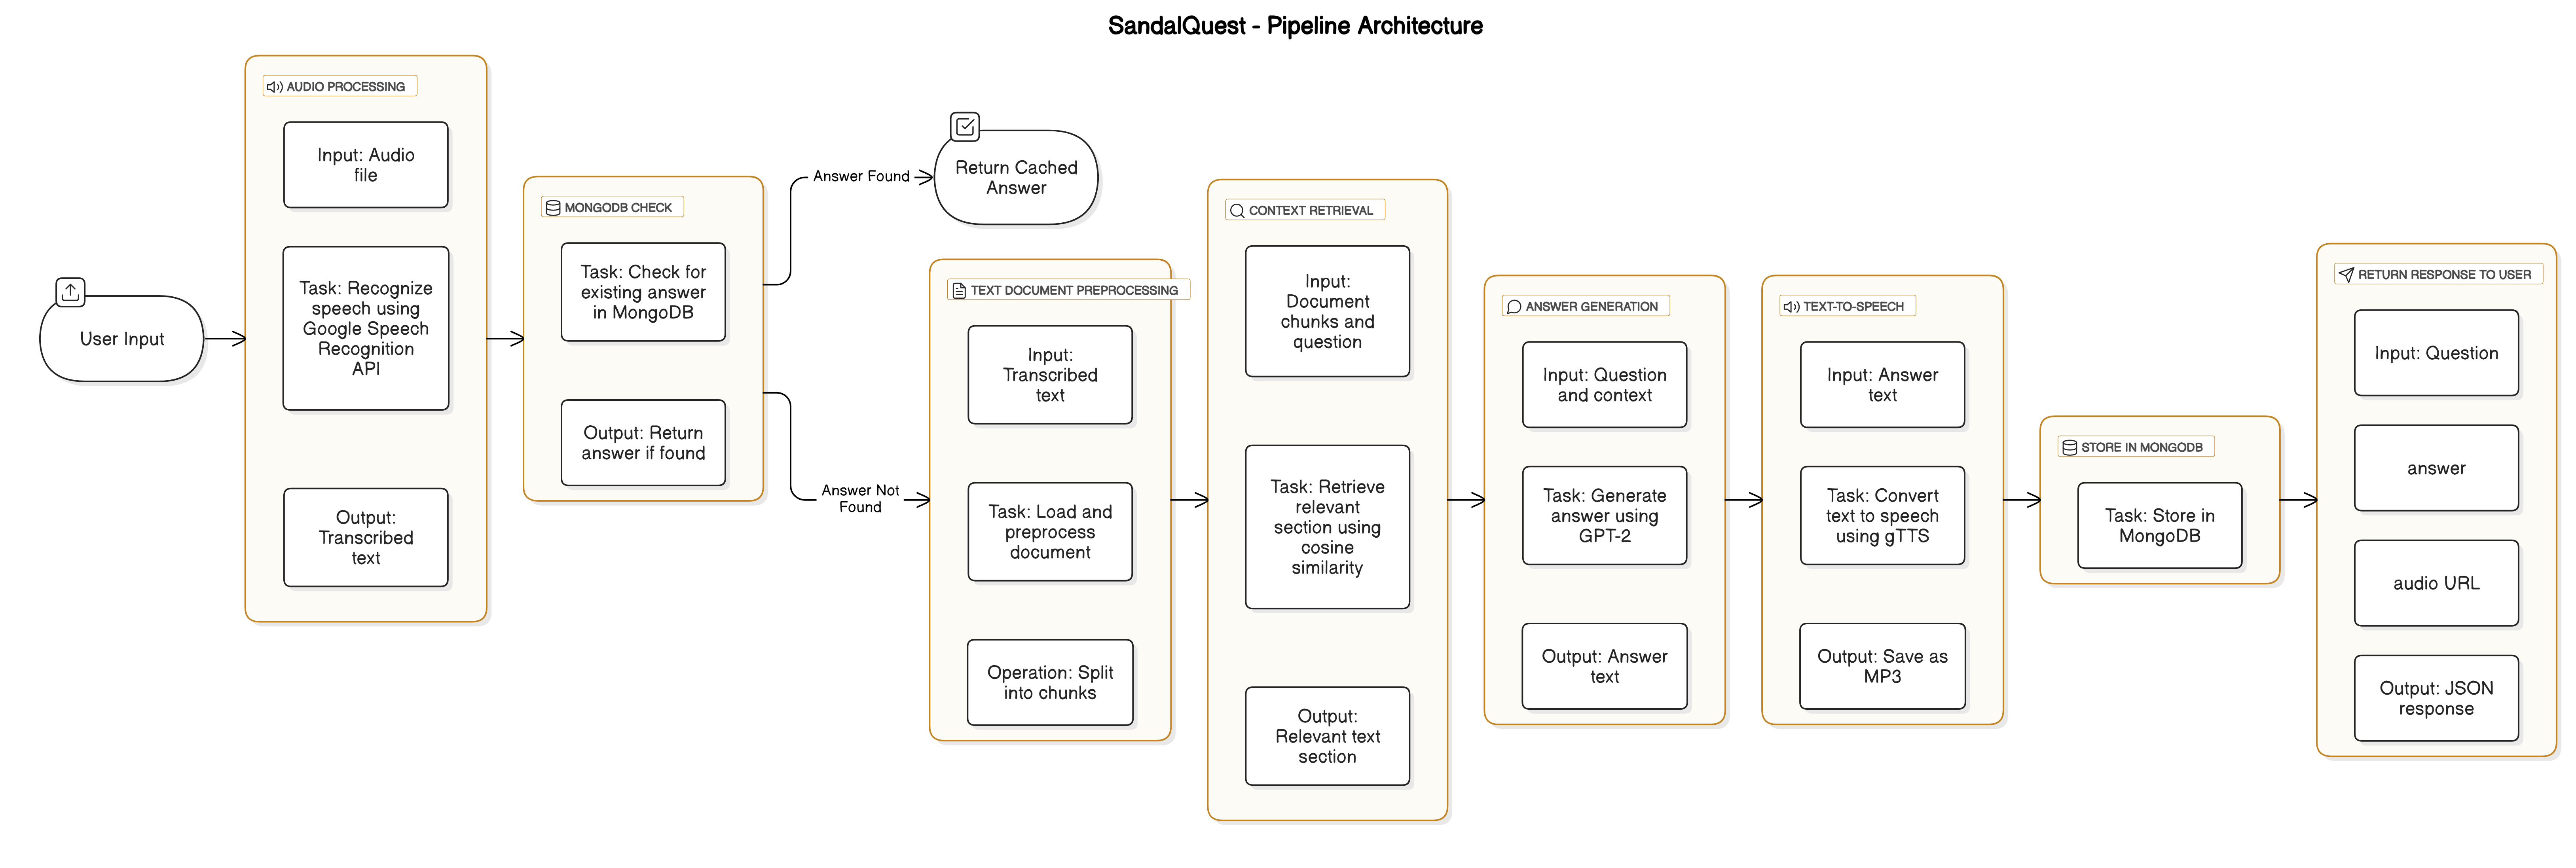 SandalQuest - Pipeline Architecture
User Input
AUDIO PROCESSING
Input: Audio
file
Task: Recognize
speech using
Google Speech
Recognition
API
Output:
Transcribed
text
MONGODB CHECK
Task: Check for
existing answer
in MongoDB
Output: Return
answer if found
Answer Found
Return Cached
Answer
Answer Not
Found
TEXT DOCUMENT PREPROCESSING
Input:
Transcribed
text
Task: Load and
preprocess
document
Operation: Split
into chunks
CONTEXT RETRIEVAL
Input:
Document
chunks and
question
Task: Retrieve
relevant
section using
cosine
similarity
Output:
Relevant text
section
ANSWER GENERATION
Input: Question
and context
Task: Generate
answer using
GPT-2
Output: Answer
text
TEXT-TO-SPEECH
Input: Answer
text
Task: Convert
text to speech
using gTTS
Output: Save as
MP3
STORE IN MONGODB
Task: Store in
MongoDB
RETURN RESPONSE TO USER
Input: Question
answer
audio URL
Output: JSON
response